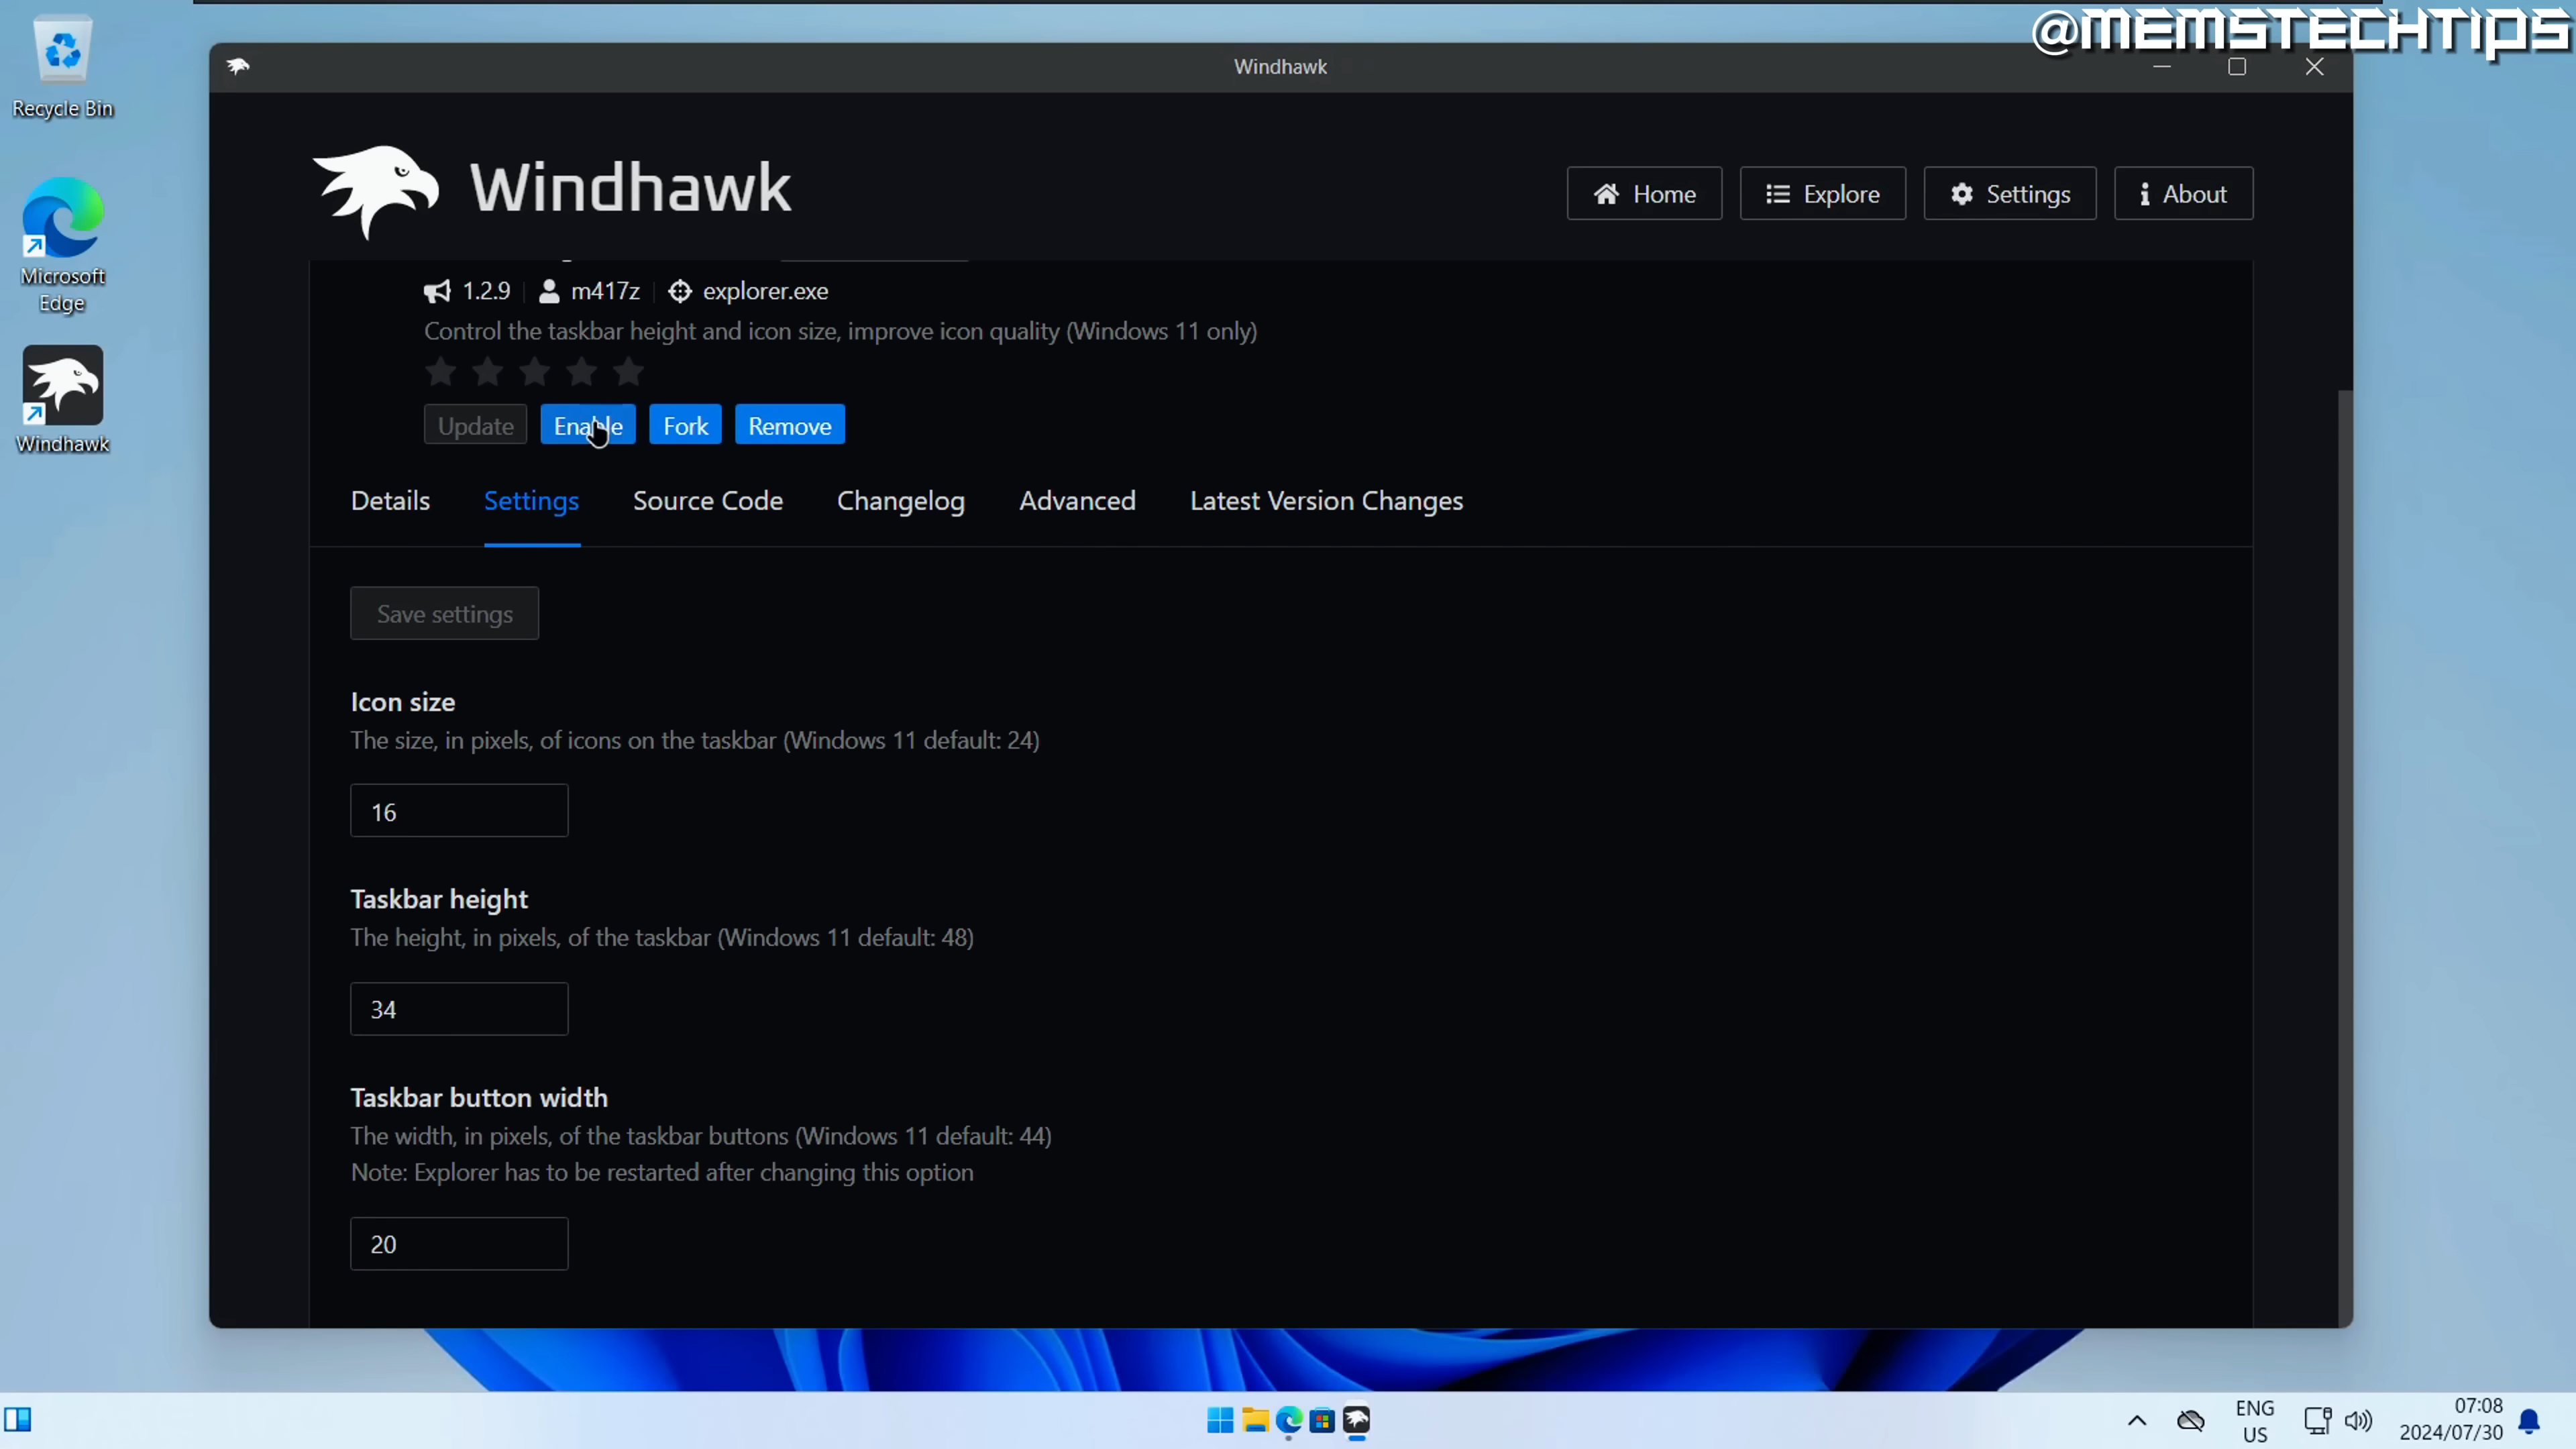 @MEMSTECHTIPS
Recycle Bin
Microsoft
Edge
Windhawk
Windhawk
Windhawk
Home
Explore
Settings
About
1.2.9
m417z
explorer.exe
Control the taskbar height and icon size, improve icon quality (Windows 11 only)
Update
Enable
Fork
Remove
Details
Settings
Source Code
Changelog
Advanced
Latest Version Changes
Save settings
Icon size
The size, in pixels, of icons on the taskbar (Windows 11 default: 24)
16
Taskbar height
The height, in pixels, of the taskbar (Windows 11 default: 48)
34
Taskbar button width
The width, in pixels, of the taskbar buttons (Windows 11 default: 44)
Note: Explorer has to be restarted after changing this option
20
ENG
US
07:08
2024/07/30